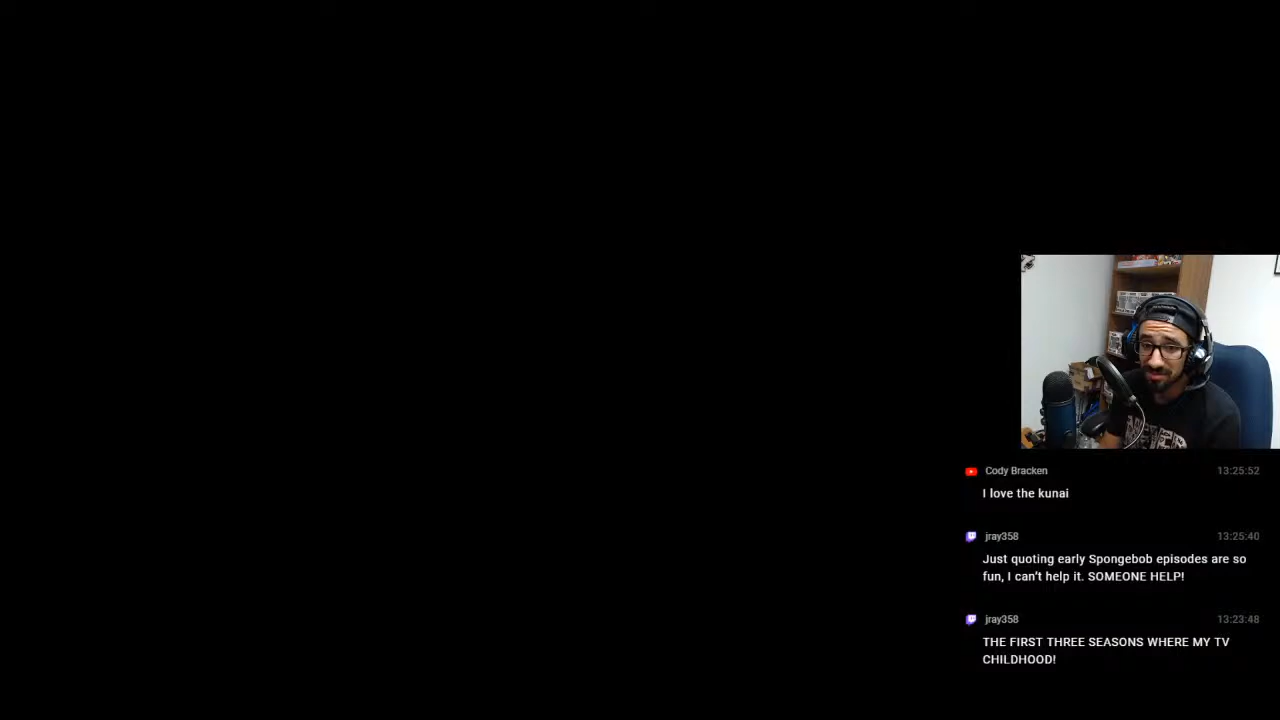 Cody Bracken 13:25:52
I love the kunai
jray358 13:25:40
Just quoting early Spongebob episodes are so
fun, I can't help it. SOMEONE HELP!
jray358 13:23:48
THE FIRST THREE SEASONS WHERE MY TV
CHILDHOOD!